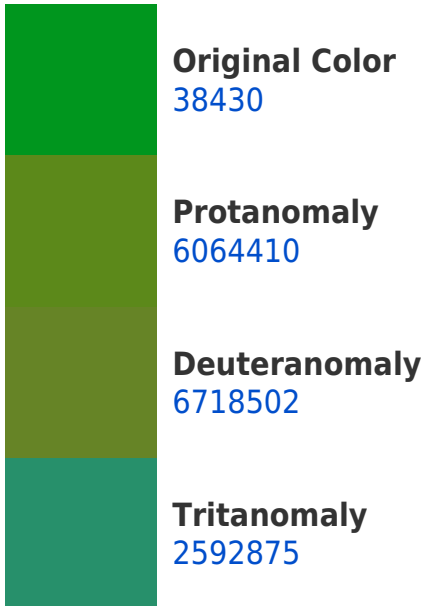 Original Color
38430
Protanomaly
6064410
Deuteranomaly
6718502
Tritanomaly
2592875